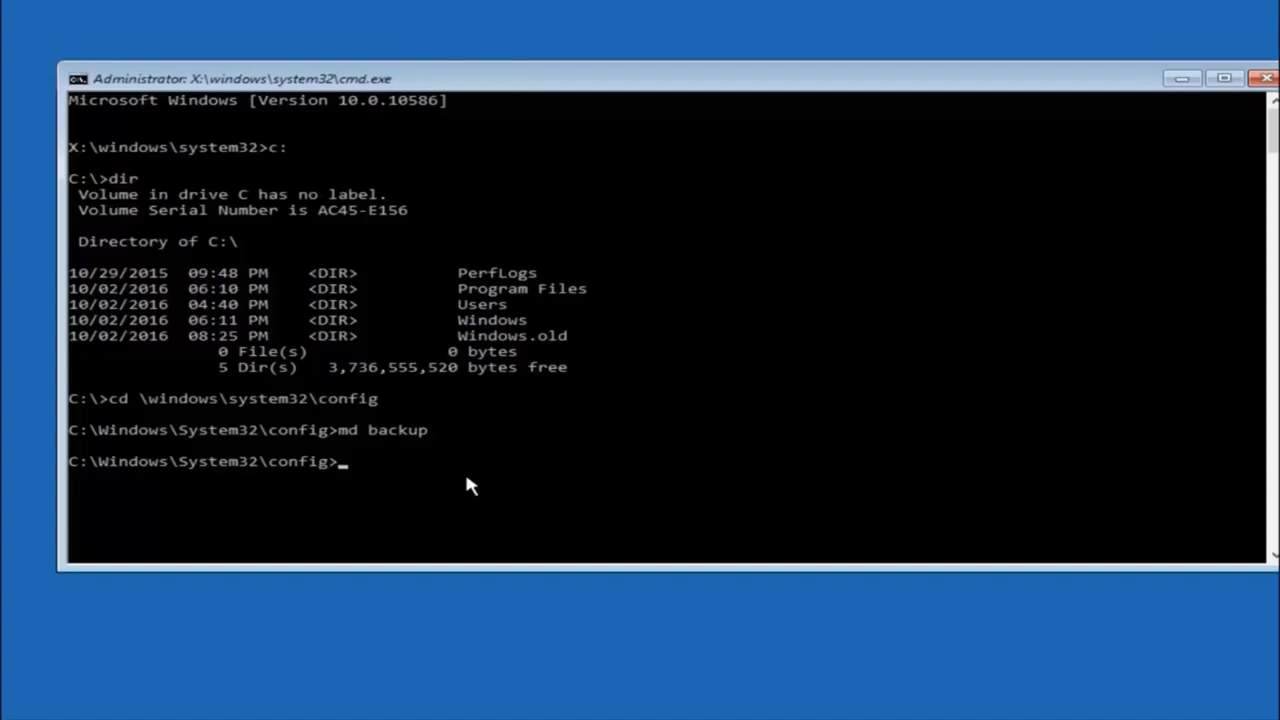 Administrator: X:\windows\system32\cmd.exe
Microsoft Windows [Version 10.0.10586]
X:\windows\system32>c:
C:\>dir
Volume in drive C has no label.
Volume Serial Number is AC45-E156
Directory of C:\
10/29/2015 09:48 PM <DIR> PerfLogs
10/02/2016 06:10 PM <DIR> Program Files
10/02/2016 04:40 PM <DIR> Users
10/02/2016 06:11 PM <DIR> Windows
10/02/2016 08:25 PM <DIR> Windows.old
0 File(s) 0 bytes
5 Dir(s) 3,736,555,520 bytes free
C:\>cd \windows\system32\config
C:\Windows\System32\config>md backup
C:\Windows\System32\config>_